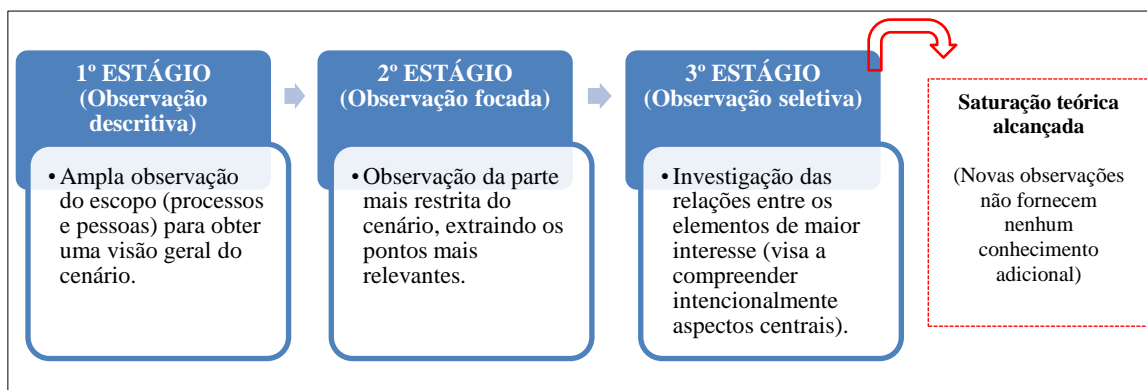 1º ESTÁGIO
(Observação
descritiva)
• Ampla observação
do escopo (processos
e pessoas) para obter
uma visão geral do
cenário.
2º ESTÁGIO
(Observação focada)
• Observação da parte
mais restrita do
cenário, extraindo os
pontos mais
relevantes.
3º ESTÁGIO
(Observação seletiva)
• Investigação das
relações entre os
elementos de maior
interesse (visa a
compreender
intencionalmente
aspectos centrais).
Saturação teórica
alcançada
(Novas observações
não fornecem
nenhum
conhecimento
adicional)